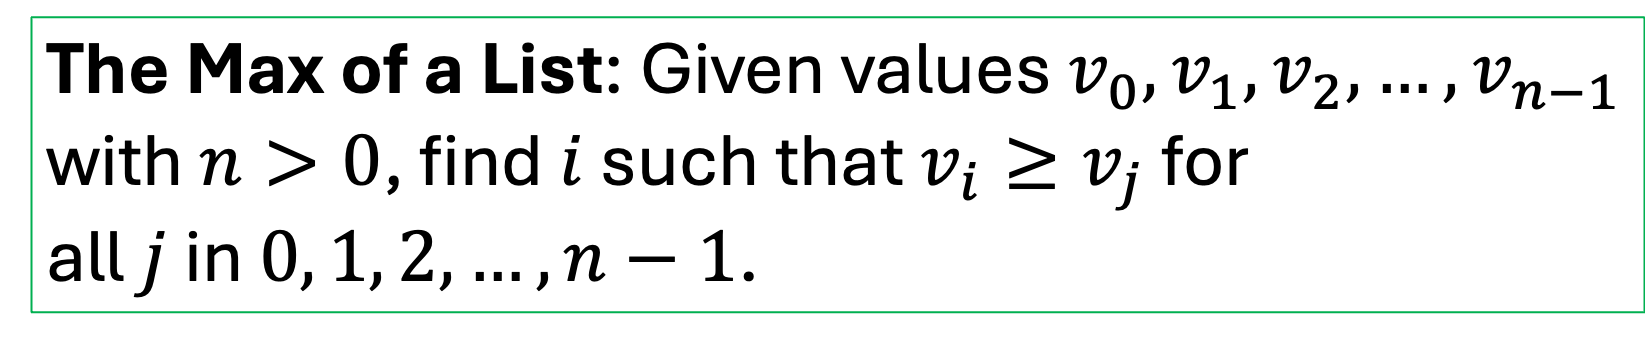 The Max of a List: Given values v₀, v₁, v₂, … , vₙ₋₁
with n > 0, find i such that vᵢ ≥ vⱼ for
all j in 0, 1, 2, … , n − 1.